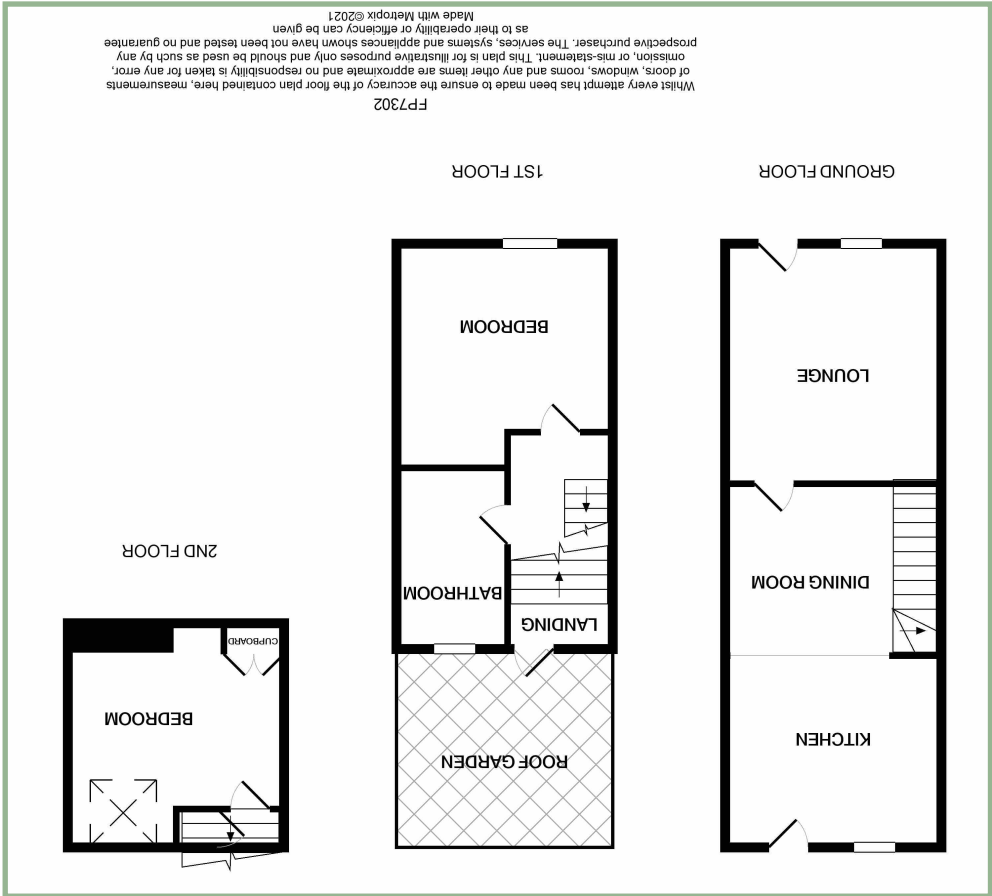 GROUND FLOOR
KITCHEN
DINING ROOM
LOUNGE
1ST FLOOR
ROOF GARDEN
LANDING
BATHROOM
BEDROOM
2ND FLOOR
BEDROOM
CUPBOARD
FP7302
Whilst every attempt has been made to ensure the accuracy of the floor plan contained here, measurements
of doors, windows, rooms and any other items are approximate and no responsibility is taken for any error,
omission, or mis-statement. This plan is for illustrative purposes only and should be used as such by any
prospective purchaser. The services, systems and appliances shown have not been tested and no guarantee
as to their operability or efficiency can be given
Made with Metropix ©2021